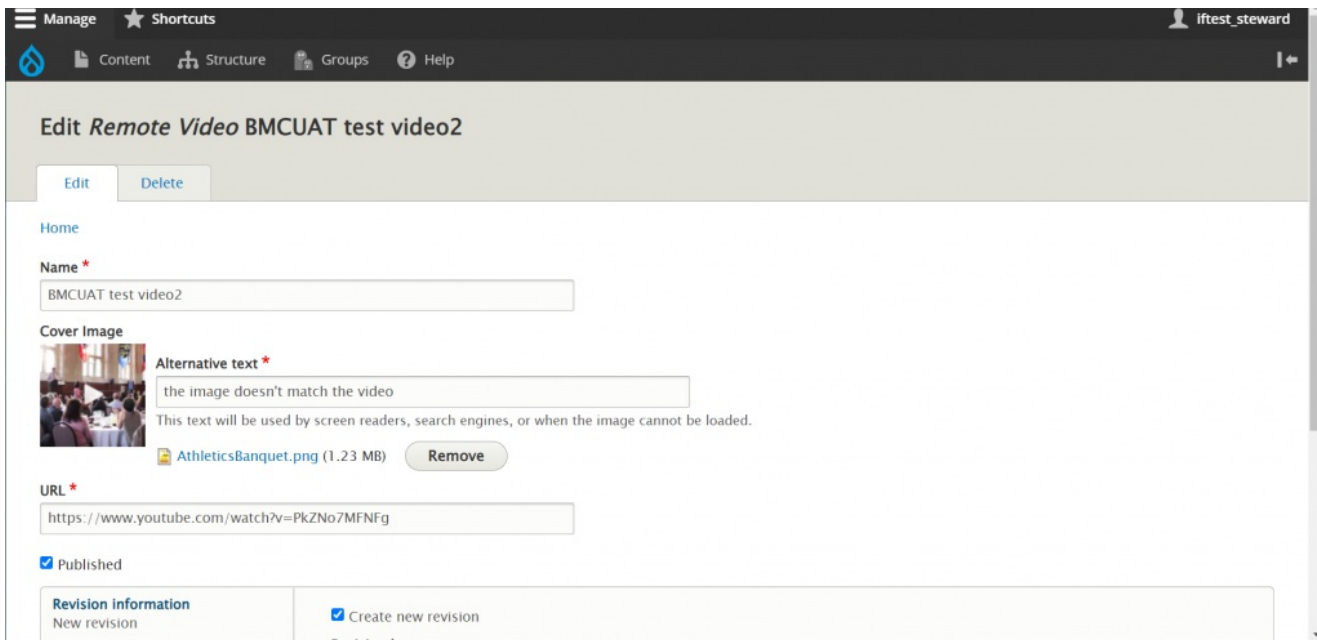 Manage Shortcuts iftest_steward
Content Structure Groups Help
Edit Remote Video BMCUAT test video2
Edit Delete
Home
Name *
BMCUAT test video2
Cover Image
Alternative text *
the image doesn't match the video
This text will be used by screen readers, search engines, or when the image cannot be loaded.
AthleticsBanquet.png (1.23 MB) Remove
URL *
https://www.youtube.com/watch?v=PkZNo7MFNFg
Published
Revision information
New revision
Create new revision